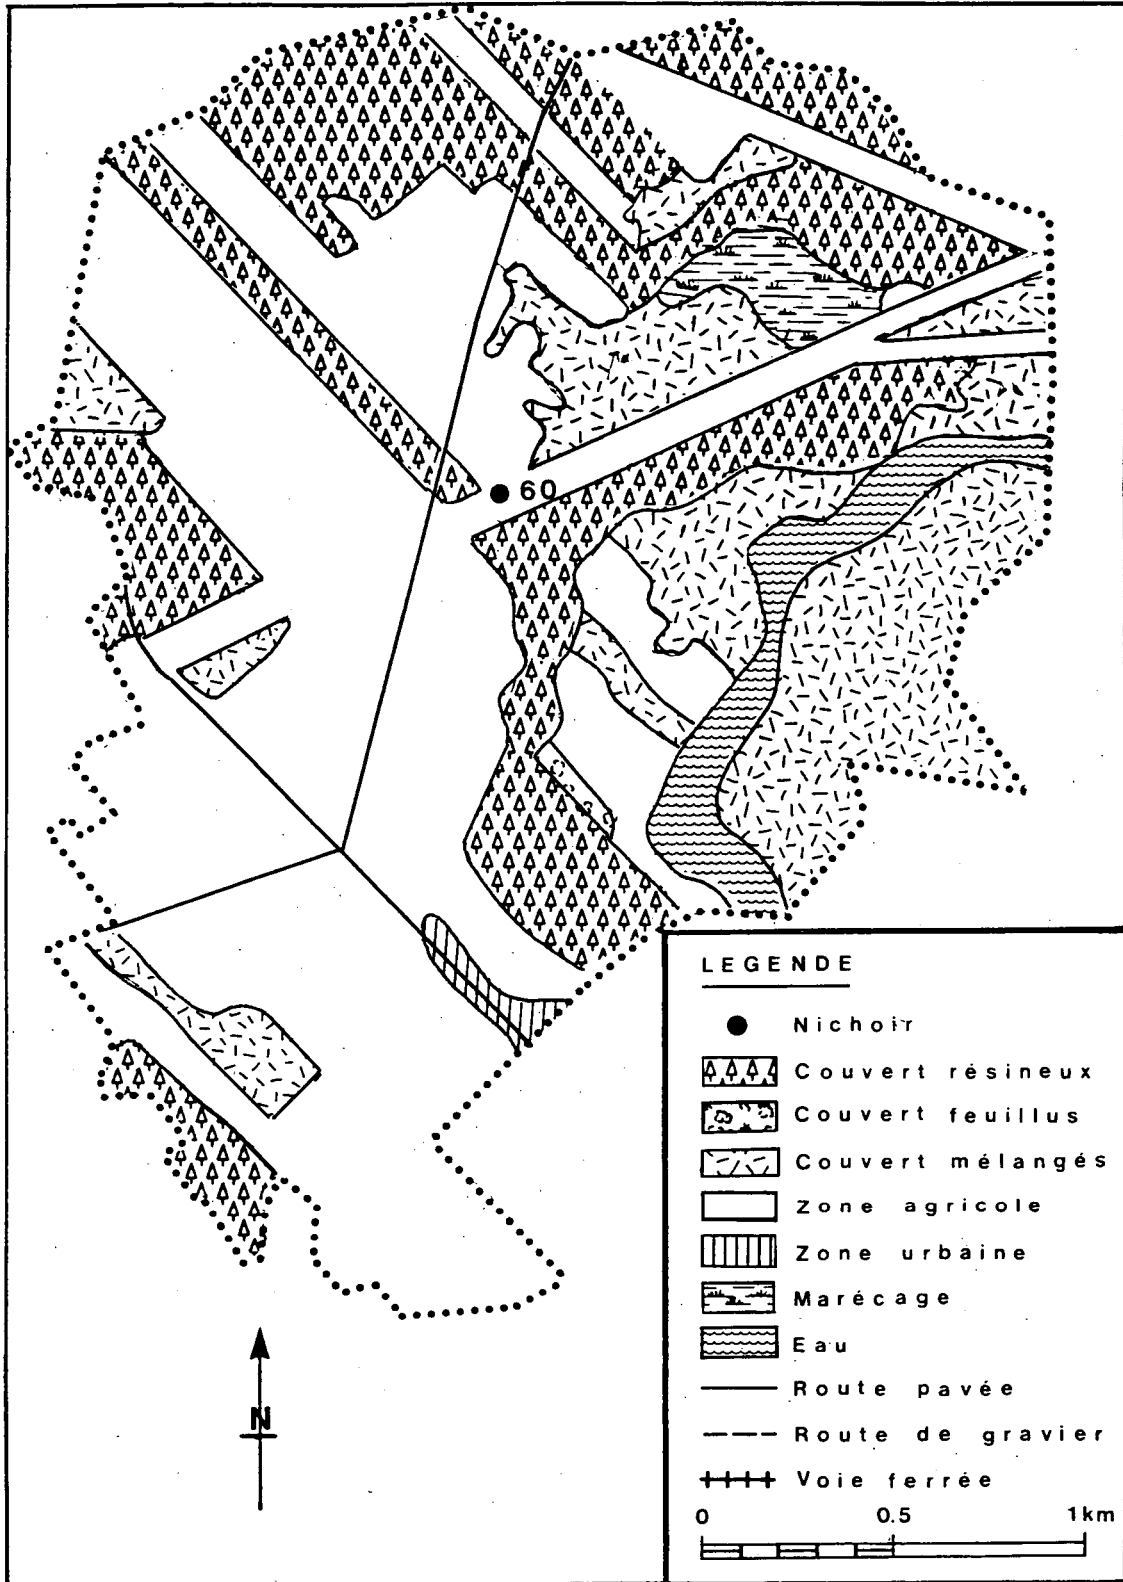 60
LEGENDE
Nichoir
Couvert résineux
Couvert feuillus
Couvert mélangés
Zone agricole
Zone urbaine
Marécage
Eau
Route pavée
Route de gravier
Voie ferrée
0 0.5 1km
N